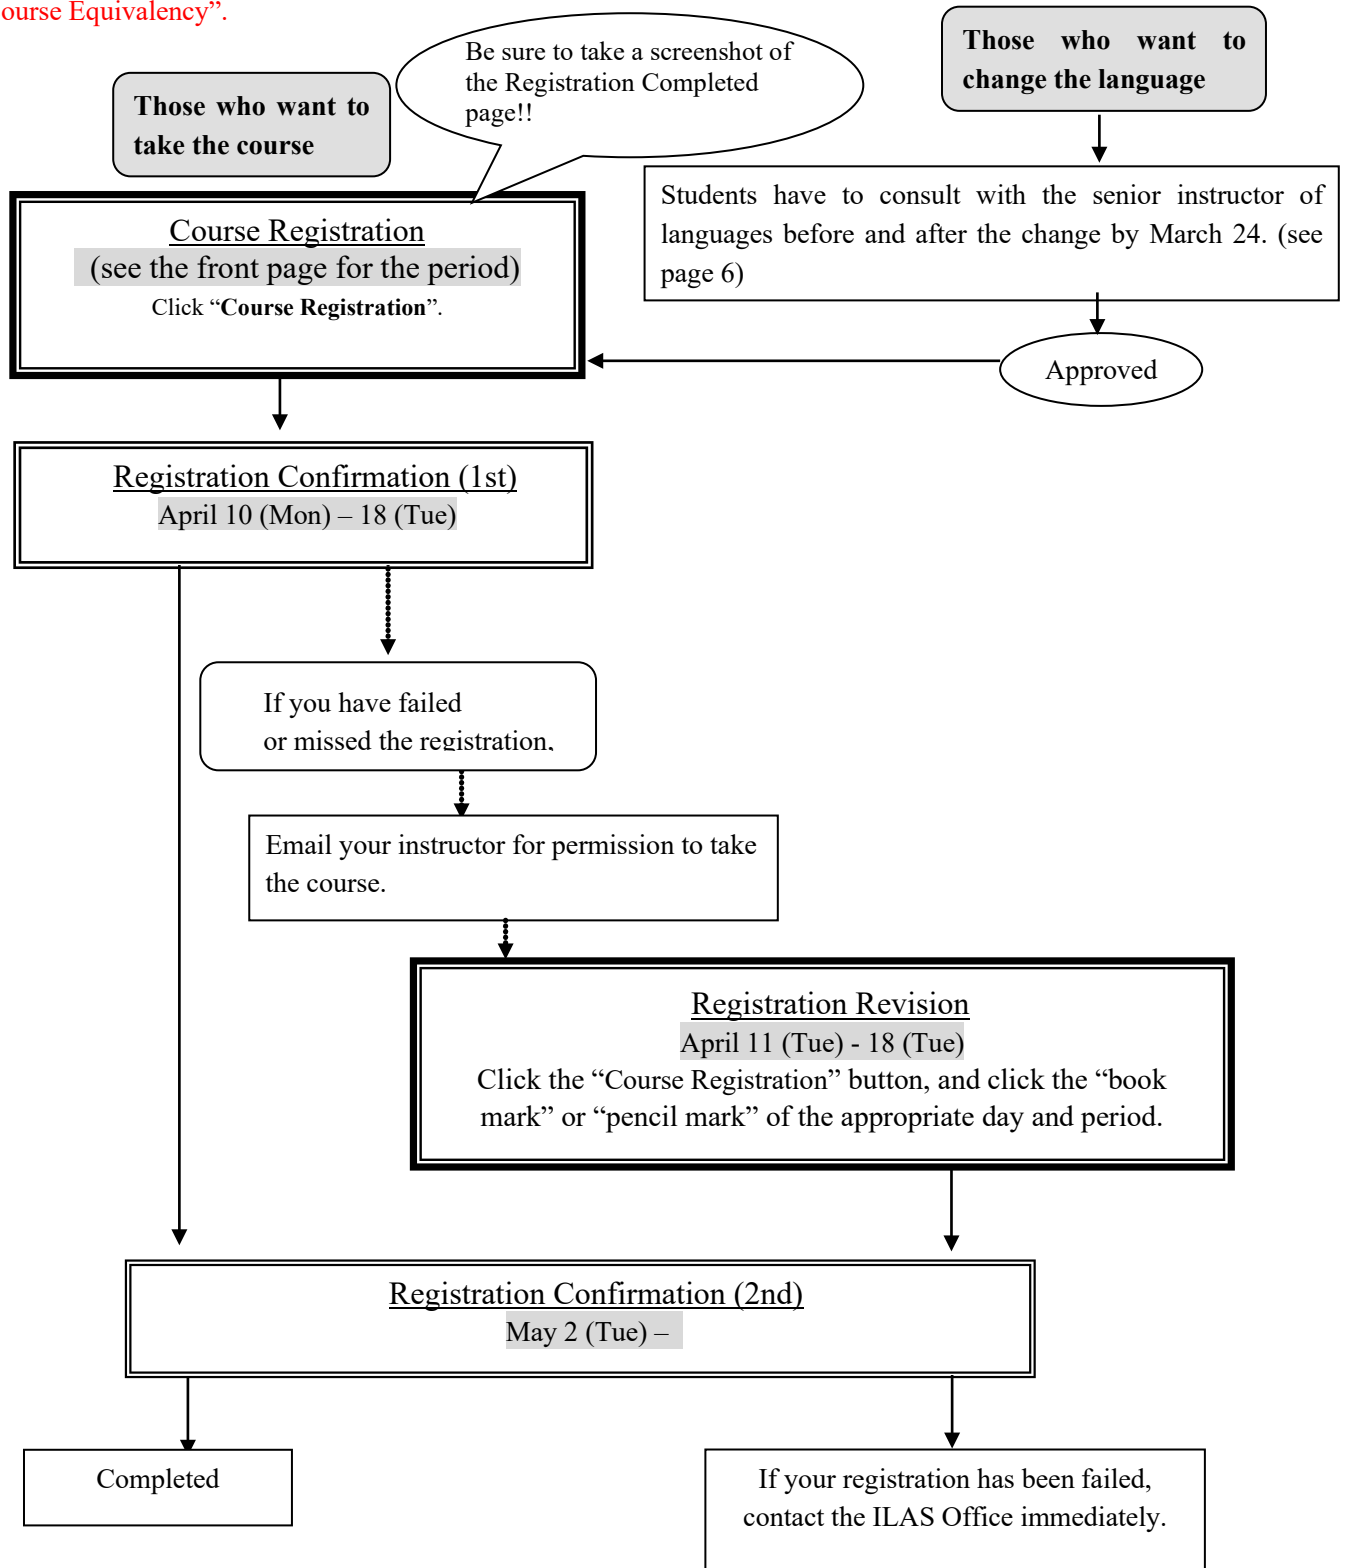 ourse Equivalency”.
Be sure to take a screenshot of
the Registration Completed
page!!
Those who want to
change the language
Those who want to
take the course
Students have to consult with the senior instructor of
languages before and after the change by March 24. (see
page 6)
Course Registration
(see the front page for the period)
Click “Course Registration”.
Approved
Registration Confirmation (1st)
April 10 (Mon) – 18 (Tue)
If you have failed
or missed the registration,
Email your instructor for permission to take
the course.
Registration Revision
April 11 (Tue) - 18 (Tue)
Click the “Course Registration” button, and click the “book
mark” or “pencil mark” of the appropriate day and period.
Registration Confirmation (2nd)
May 2 (Tue) –
Completed
If your registration has been failed,
contact the ILAS Office immediately.